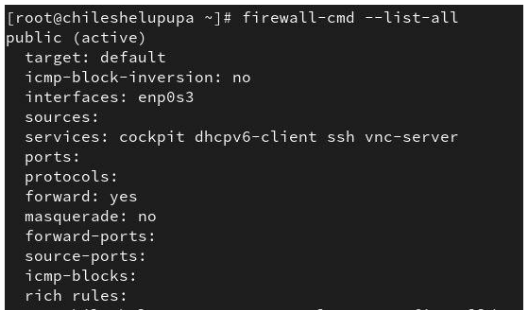 [root@chileshelupupa ~]# firewall-cmd --list-all
public (active)
  target: default
  icmp-block-inversion: no
  interfaces: enp0s3
  sources:
  services: cockpit dhcpv6-client ssh vnc-server
  ports:
  protocols:
  forward: yes
  masquerade: no
  forward-ports:
  source-ports:
  icmp-blocks:
  rich rules: